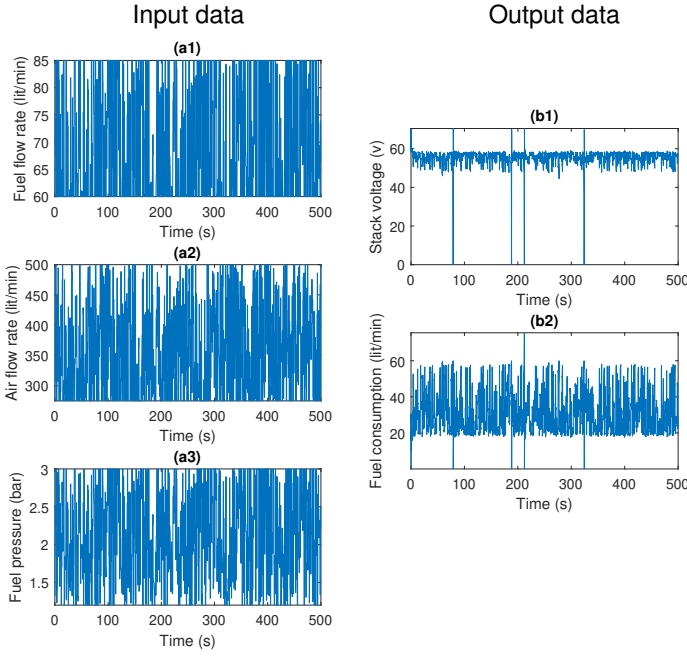 Input data
(a1)
Fuel flow rate (lit/min)
85
80
75
70
65
60
0 100 200 300 400 500
Time (s)
(a2)
Air flow rate (lit/min)
500
450
400
350
300
0 100 200 300 400 500
Time (s)
(a3)
Fuel pressure (bar)
3
2.5
2
1.5
0 100 200 300 400 500
Time (s)
Output data
(b1)
Stack voltage (v)
60
40
20
0
0 100 200 300 400 500
Time (s)
(b2)
Fuel consumption (lit/min)
60
40
20
0 100 200 300 400 500
Time (s)